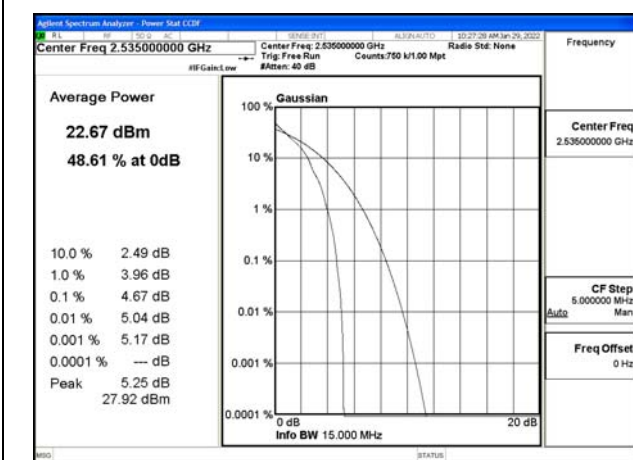 Agilent Spectrum Analyzer - Power Stat CCDF
RL RF 50 Ω AC SENSE:INT ALIGNAUTO 10:27:20 AM Jan 29, 2022
Center Freq 2.535000000 GHz
Center Freq: 2.535000000 GHz Radio Std: None
Trig: Free Run Counts:750 k/1.00 Mpt
#IFGain:Low #Atten: 40 dB
Frequency
Average Power
22.67 dBm
48.61 % at 0dB
10.0 % 2.49 dB
1.0 % 3.96 dB
0.1 % 4.67 dB
0.01 % 5.04 dB
0.001 % 5.17 dB
0.0001 % --- dB
Peak 5.25 dB
27.92 dBm
Gaussian
100 %
10 %
1 %
0.1 %
0.01 %
0.001 %
0.0001 %
0 dB 20 dB
Info BW 15.000 MHz
Center Freq
2.535000000 GHz
CF Step
5.000000 MHz
Auto Man
Freq Offset
0 Hz
MSG STATUS